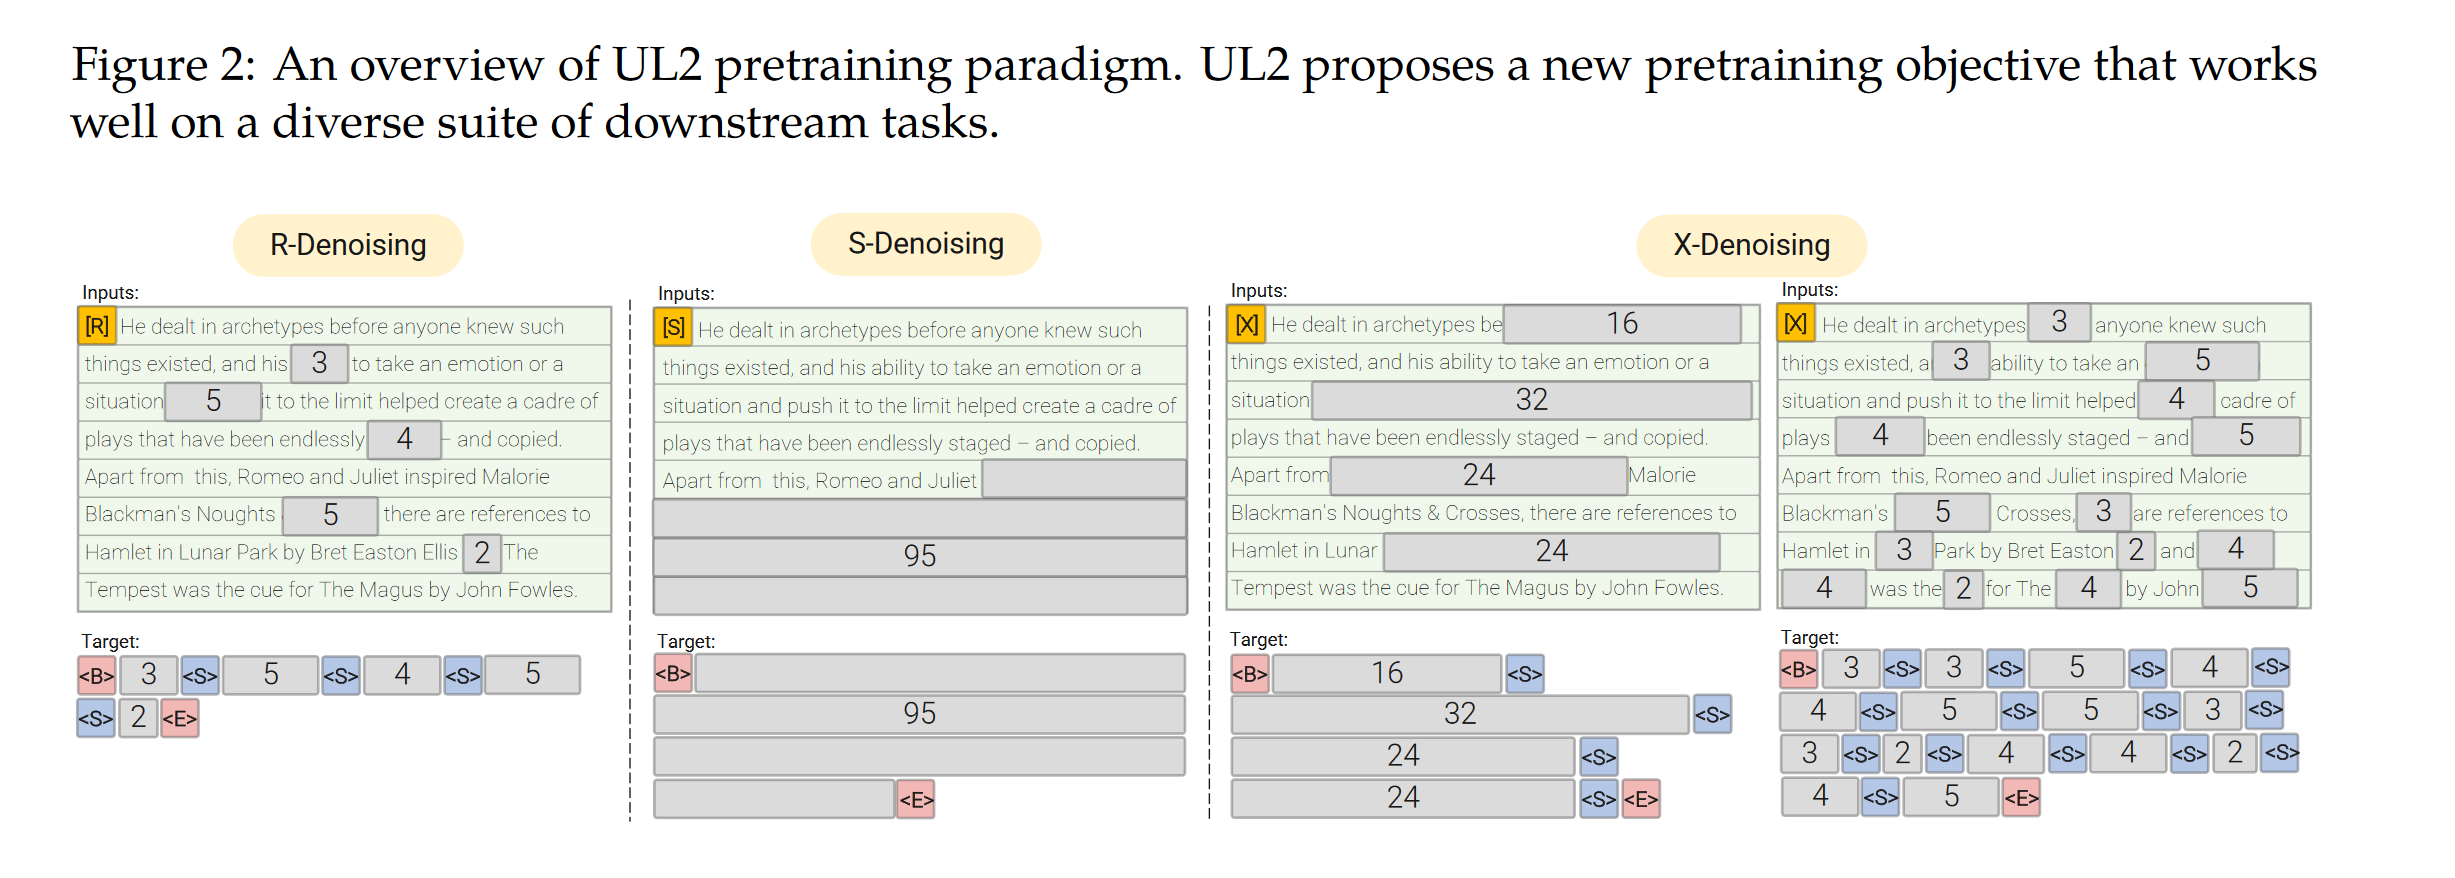 Figure 2: An overview of UL2 pretraining paradigm. UL2 proposes a new pretraining objective that works
well on a diverse suite of downstream tasks.
R-Denoising
Inputs:
[R] He dealt in archetypes before anyone knew such
things existed, and his 3 to take an emotion or a
situation 5 it to the limit helped create a cadre of
plays that have been endlessly 4 – and copied.
Apart from this, Romeo and Juliet inspired Malorie
Blackman's Noughts 5 there are references to
Hamlet in Lunar Park by Bret Easton Ellis 2 The
Tempest was the cue for The Magus by John Fowles.
Target:
<B> 3 <S> 5 <S> 4 <S> 5
<S> 2 <E>
S-Denoising
Inputs:
[S] He dealt in archetypes before anyone knew such
things existed, and his ability to take an emotion or a
situation and push it to the limit helped create a cadre of
plays that have been endlessly staged – and copied.
Apart from this, Romeo and Juliet
95
Target:
<B>
95
<E>
X-Denoising
Inputs:
[X] He dealt in archetypes be 16
things existed, and his ability to take an emotion or a
situation 32
plays that have been endlessly staged – and copied.
Apart from 24 Malorie
Blackman's Noughts & Crosses, there are references to
Hamlet in Lunar 24
Tempest was the cue for The Magus by John Fowles.
Target:
<B> 16 <S>
32 <S>
24 <S>
24 <S> <E>
Inputs:
[X] He dealt in archetypes 3 anyone knew such
things existed, a 3 ability to take an 5
situation and push it to the limit helped 4 cadre of
plays 4 been endlessly staged – and 5
Apart from this, Romeo and Juliet inspired Malorie
Blackman's 5 Crosses, 3 are references to
Hamlet in 3 Park by Bret Easton 2 and 4
4 was the 2 for The 4 by John 5
Target:
<B> 3 <S> 3 <S> 5 <S> 4 <S>
4 <S> 5 <S> 5 <S> 3 <S>
3 <S> 2 <S> 4 <S> 4 <S> 2 <S>
4 <S> 5 <E>